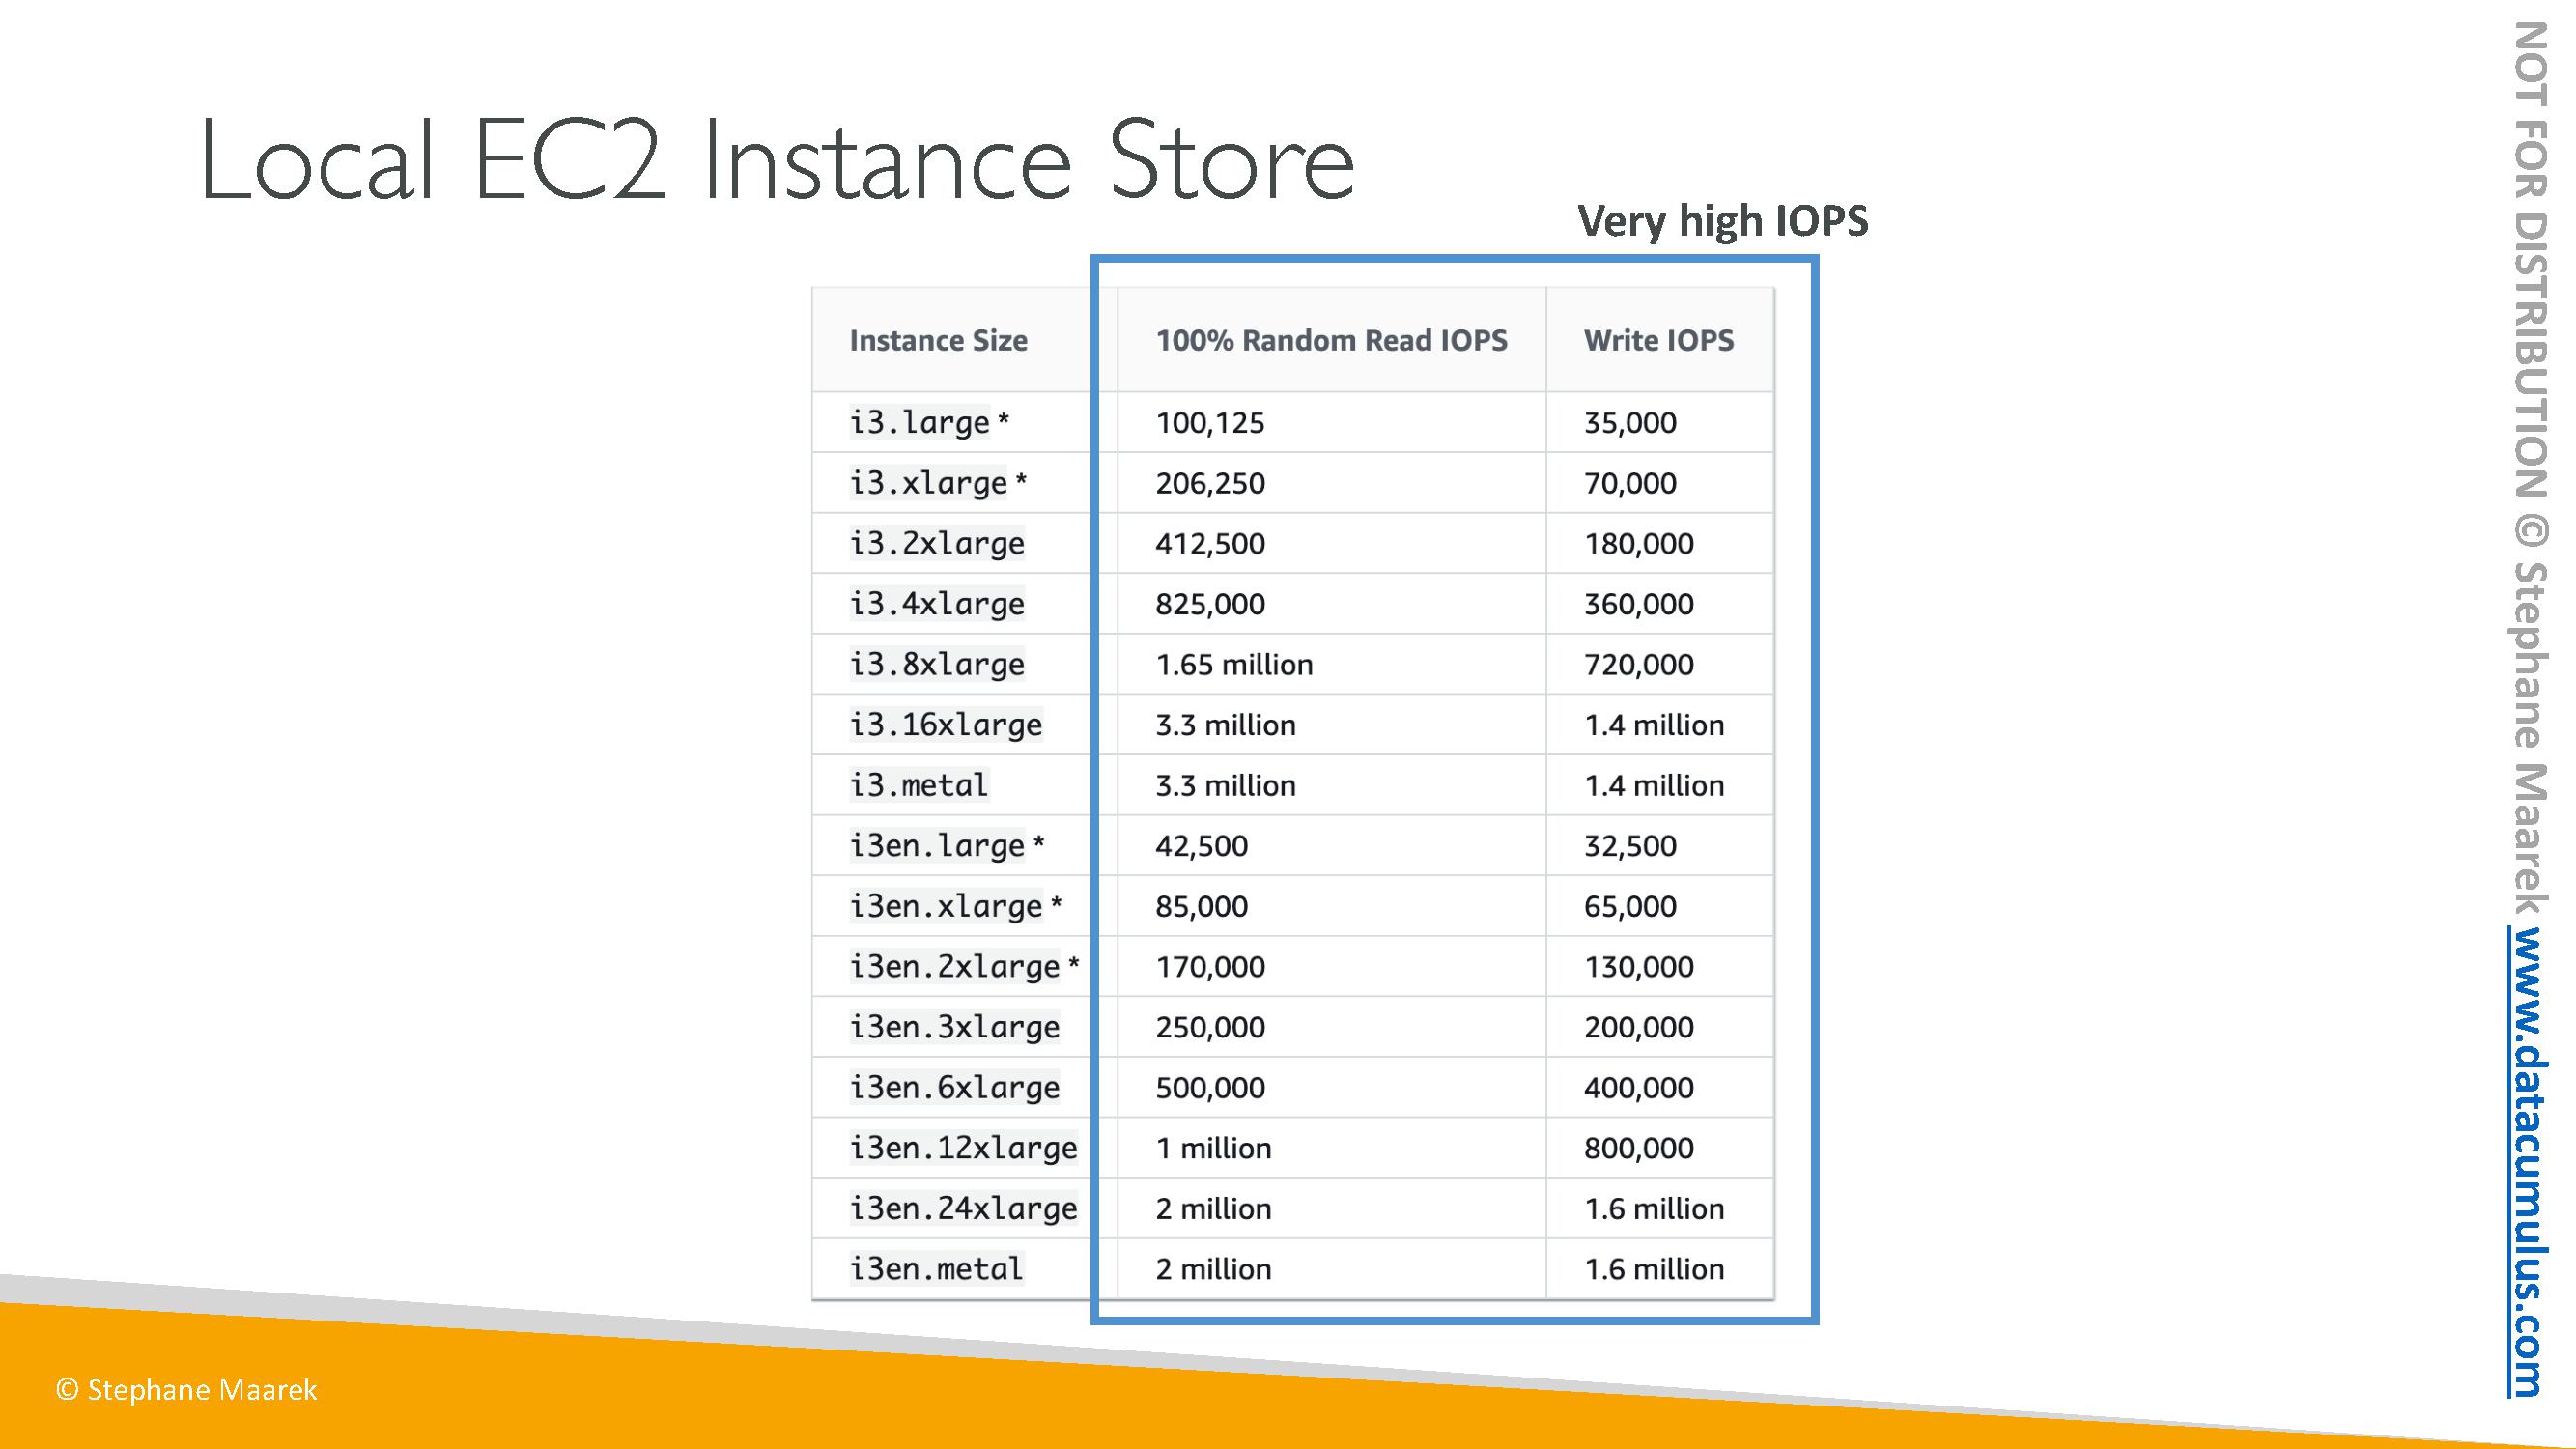 Local EC2 Instance Store
Very high IOPS
Instance Size 100% Random Read IOPS Write IOPS
i3.large * 100,125 35,000
i3.xlarge * 206,250 70,000
i3.2xlarge 412,500 180,000
i3.4xlarge 825,000 360,000
i3.8xlarge 1.65 million 720,000
i3.16xlarge 3.3 million 1.4 million
i3.metal 3.3 million 1.4 million
i3en.large * 42,500 32,500
i3en.xlarge * 85,000 65,000
i3en.2xlarge * 170,000 130,000
i3en.3xlarge 250,000 200,000
i3en.6xlarge 500,000 400,000
i3en.12xlarge 1 million 800,000
i3en.24xlarge 2 million 1.6 million
i3en.metal 2 million 1.6 million
© Stephane Maarek
NOT FOR DISTRIBUTION © Stephane Maarek www.datacumulus.com